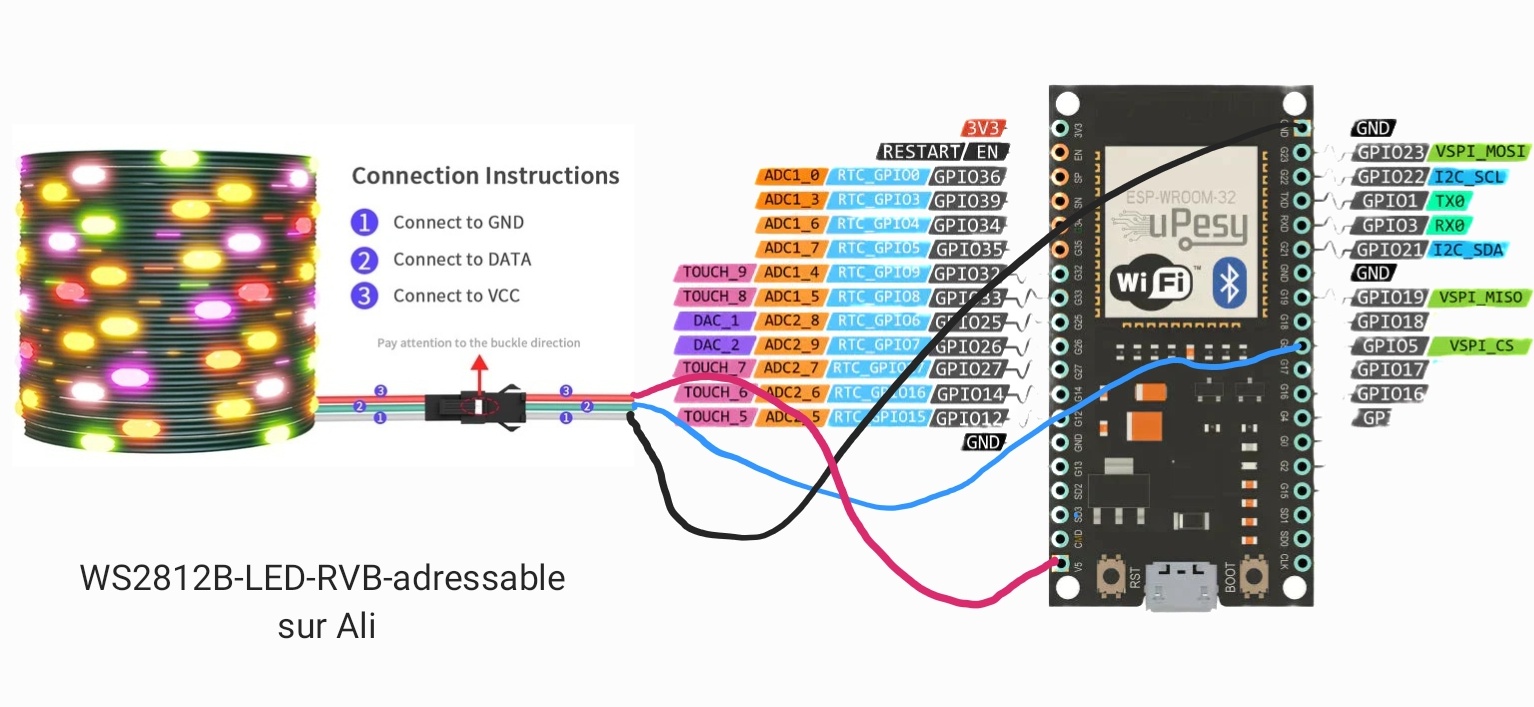 Connection Instructions
1 Connect to GND
2 Connect to DATA
3 Connect to VCC
Pay attention to the buckle direction
3 3
2 2
1 1
WS2812B-LED-RVB-adressable
sur Ali
3V3
RESTART EN
ADC1_0 RTC_GPIO0 GPIO36
ADC1_3 RTC_GPIO3 GPIO39
ADC1_6 RTC_GPIO4 GPIO34
ADC1_7 RTC_GPIO5 GPIO35
TOUCH_9 ADC1_4 RTC_GPIO9 GPIO32
TOUCH_8 ADC1_5 RTC_GPIO8 GPIO33
DAC_1 ADC2_8 RTC_GPIO6 GPIO25
DAC_2 ADC2_9 RTC_GPIO7 GPIO26
TOUCH_7 ADC2_7 GPIO27
TOUCH_6 ADC2_6 RTC_GPIO16 GPIO14
TOUCH_5 ADC2_5 RTC_GPIO15 GPIO12
GND
3V3
EN
SP
SN
G35
G32
G33
G25
G26
G27
G14
G12
GND
G13
SD2
SD3
CMD
V5
ESP-WROOM-32
uPesy
WiFi™
RST
BOOT
GND
G23
G22
TXD
RXD
G21
GND
G19
G18
G17
G4
G0
G2
G15
SD1
SD0
CLK
GND
GPIO23 VSPI_MOSI
GPIO22 I2C_SCL
GPIO1 TX0
GPIO3 RX0
GPIO21 I2C_SDA
GND
GPIO19 VSPI_MISO
GPIO18
GPIO5 VSPI_CS
GPIO17
GPIO16